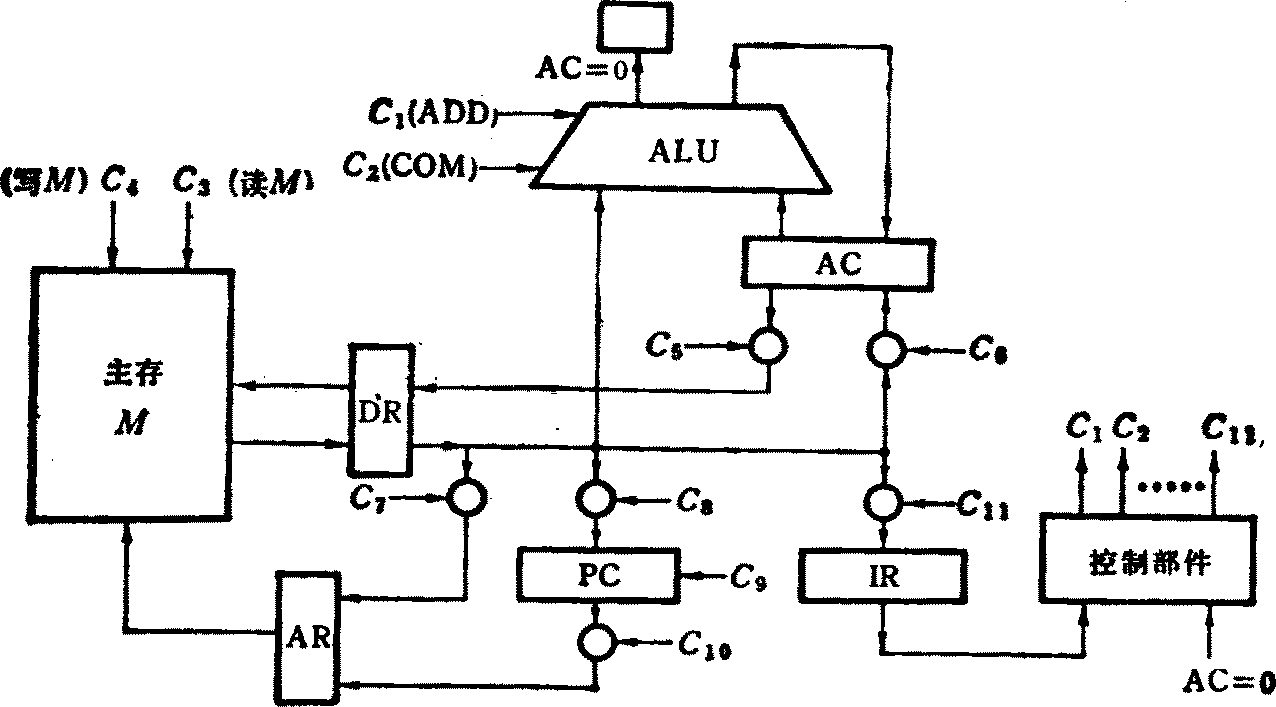 AC=0
C₁(ADD)
ALU
C₂(COM)
(写M) C₄ C₃ (读M)
AC
C₅
C₆
主存
M
DR
C₁ C₂ C₁₂,
·····
C₇
C₈
C₁₁
PC
C₉
IR
控制部件
AR
C₁₀
AC=0